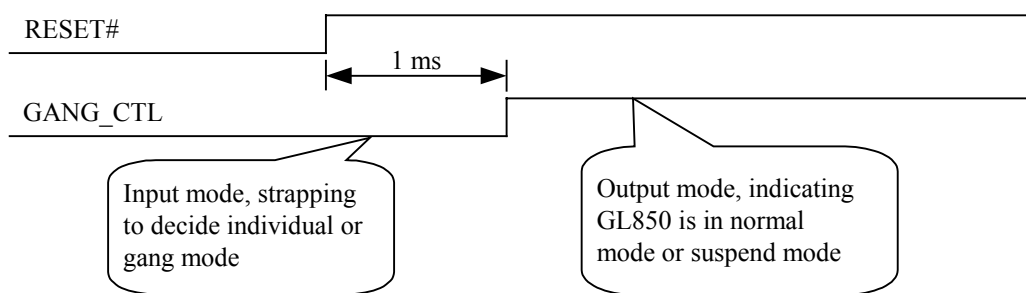 RESET#
1 ms
GANG_CTL
Input mode, strapping
to decide individual or
gang mode
Output mode, indicating
GL850 is in normal
mode or suspend mode